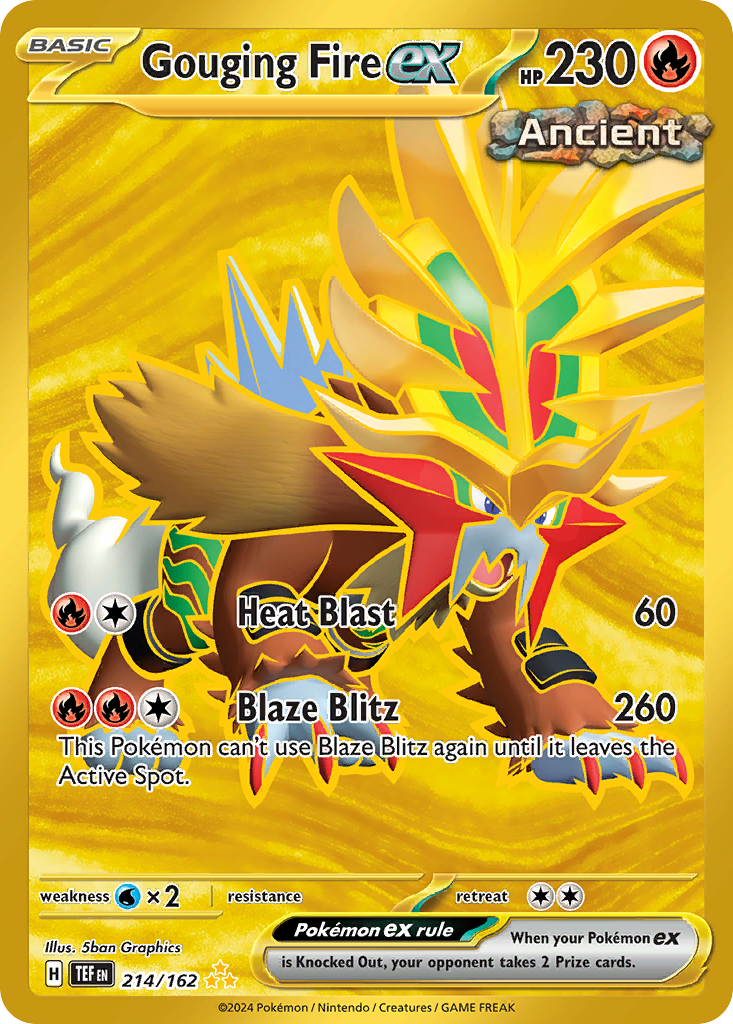 BASIC
Gouging Fire ex HP 230
Ancient
Heat Blast 60
Blaze Blitz 260
This Pokémon can't use Blaze Blitz again until it leaves the
Active Spot.
weakness ×2 resistance retreat
Illus. 5ban Graphics
Pokémon ex rule
When your Pokémon ex
is Knocked Out, your opponent takes 2 Prize cards.
H TEF EN 214/162
©2024 Pokémon / Nintendo / Creatures / GAME FREAK